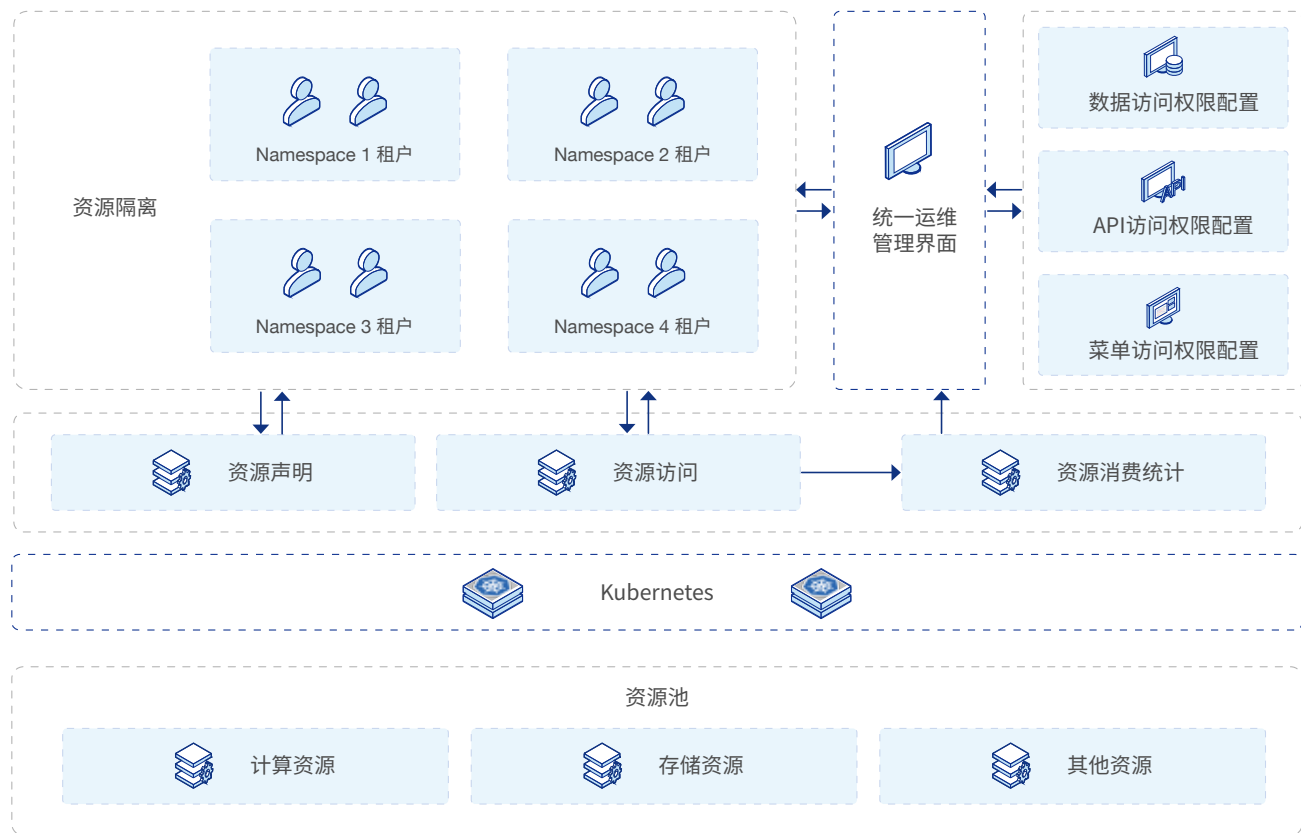 资源隔离
Namespace 1 租户
Namespace 2 租户
Namespace 3 租户
Namespace 4 租户
统一运维
管理界面
数据访问权限配置
API
API访问权限配置
菜单访问权限配置
资源声明
资源访问
资源消费统计
Kubernetes
资源池
计算资源
存储资源
其他资源